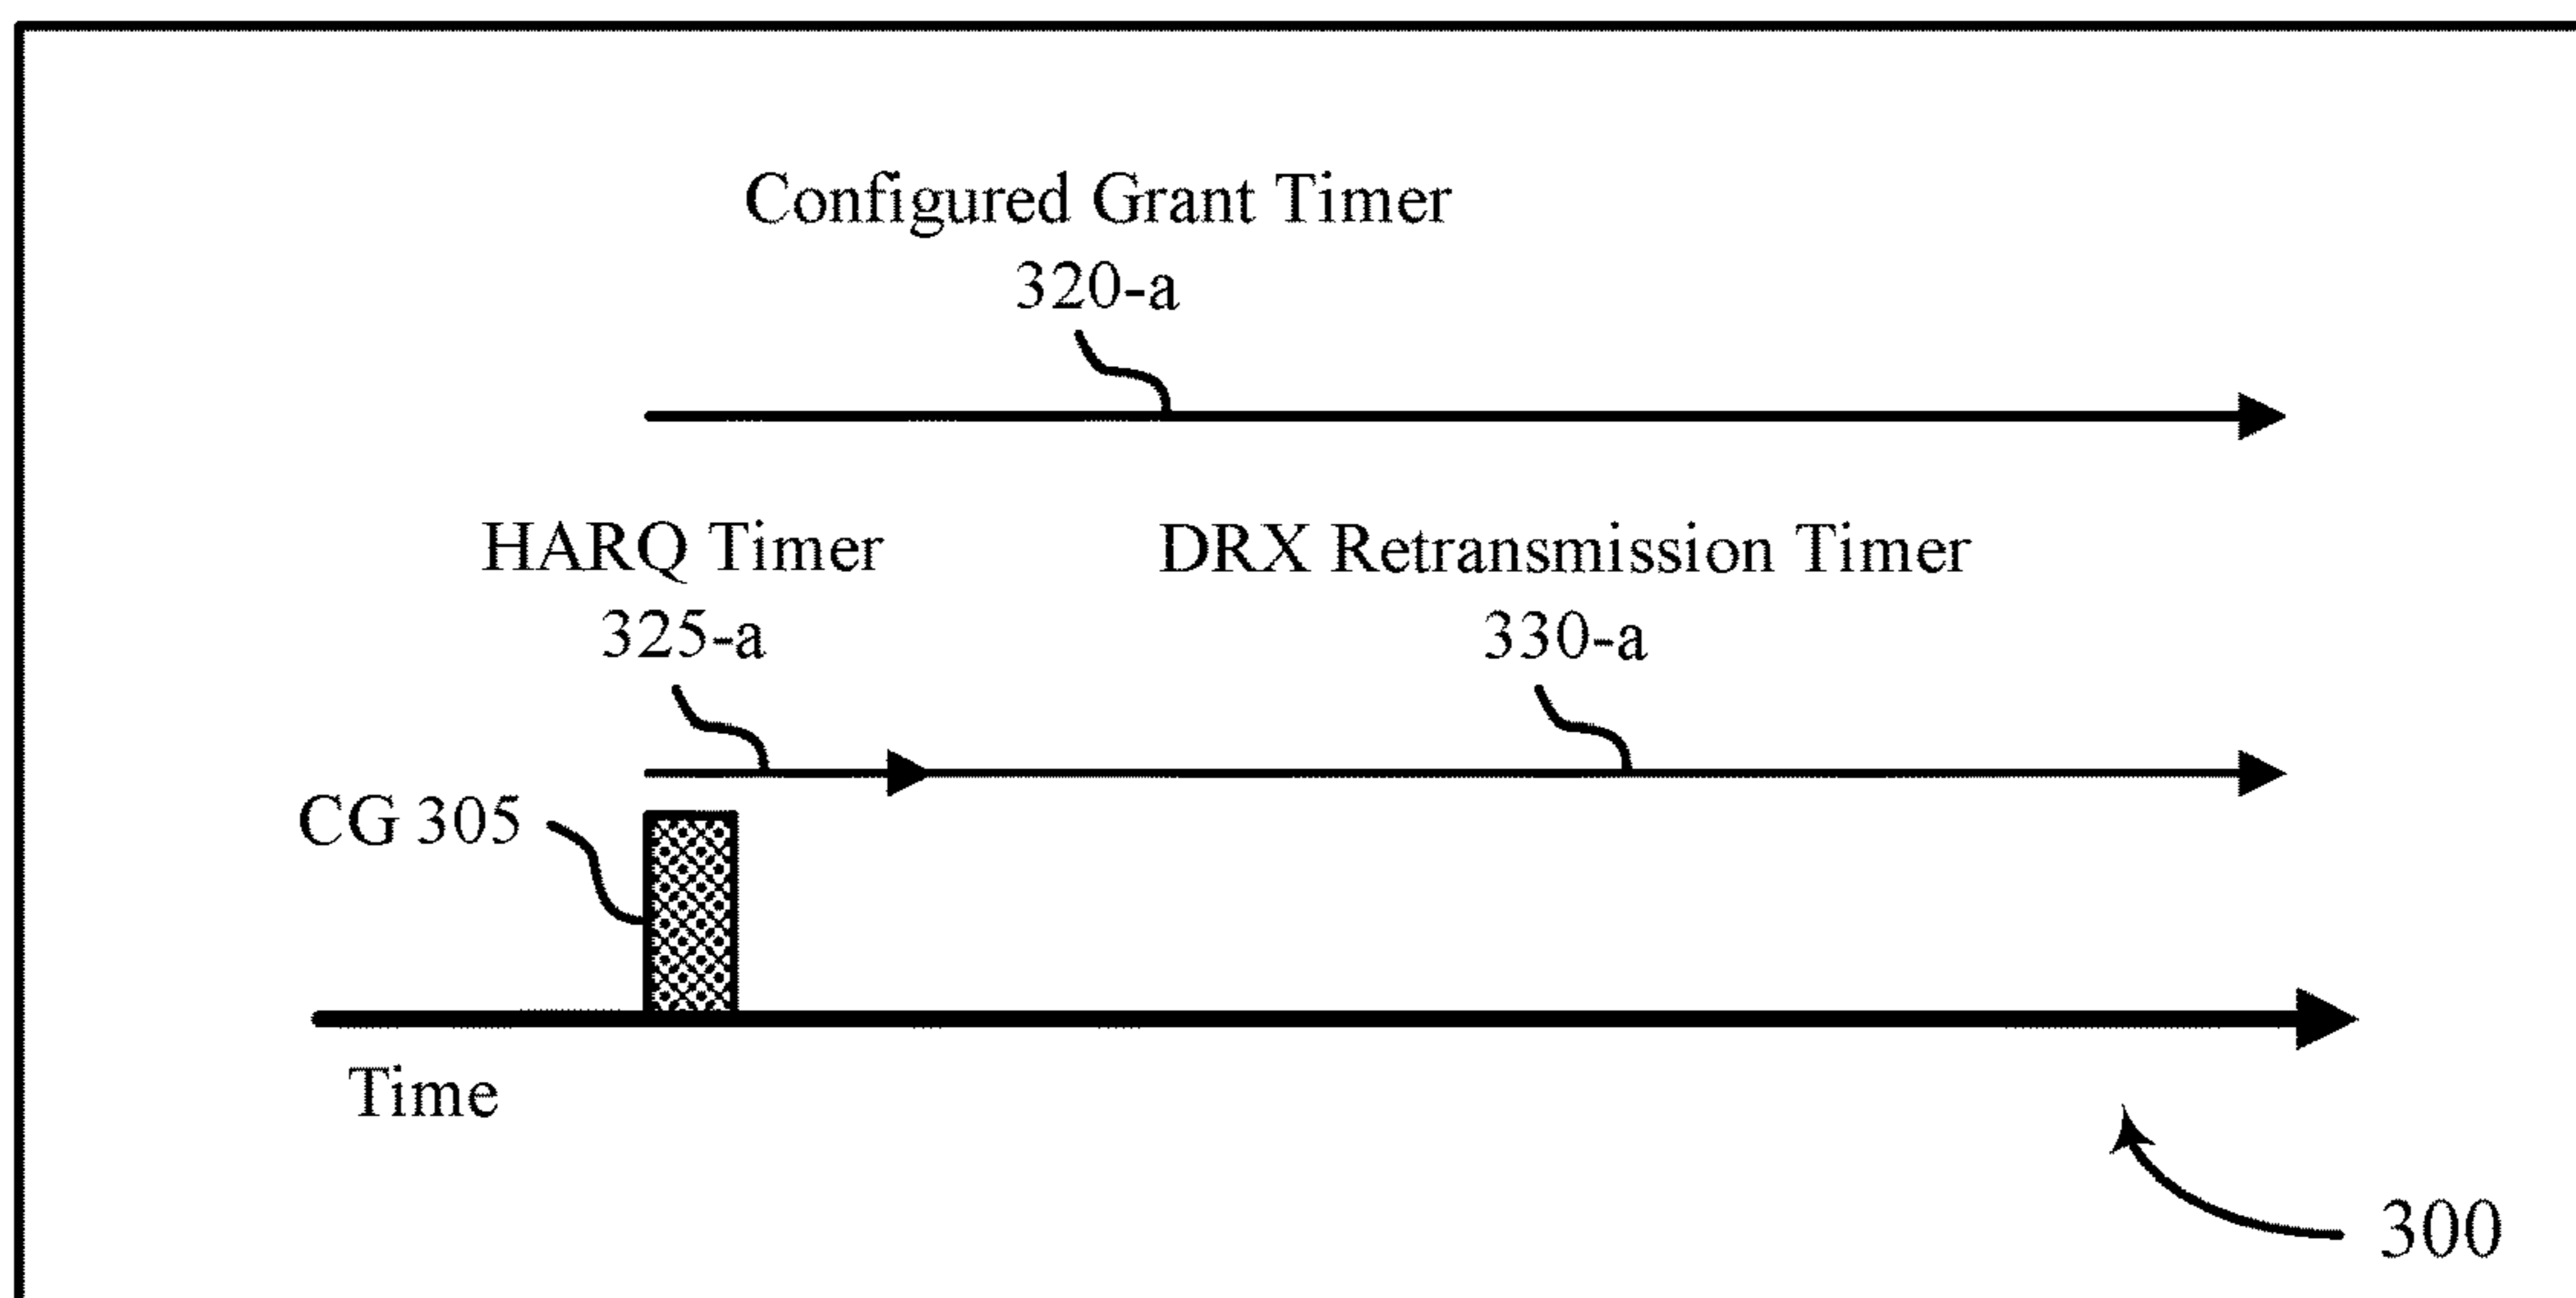 Configured Grant Timer
320-a
HARQ Timer
325-a
DRX Retransmission Timer
330-a
CG 305
Time
300